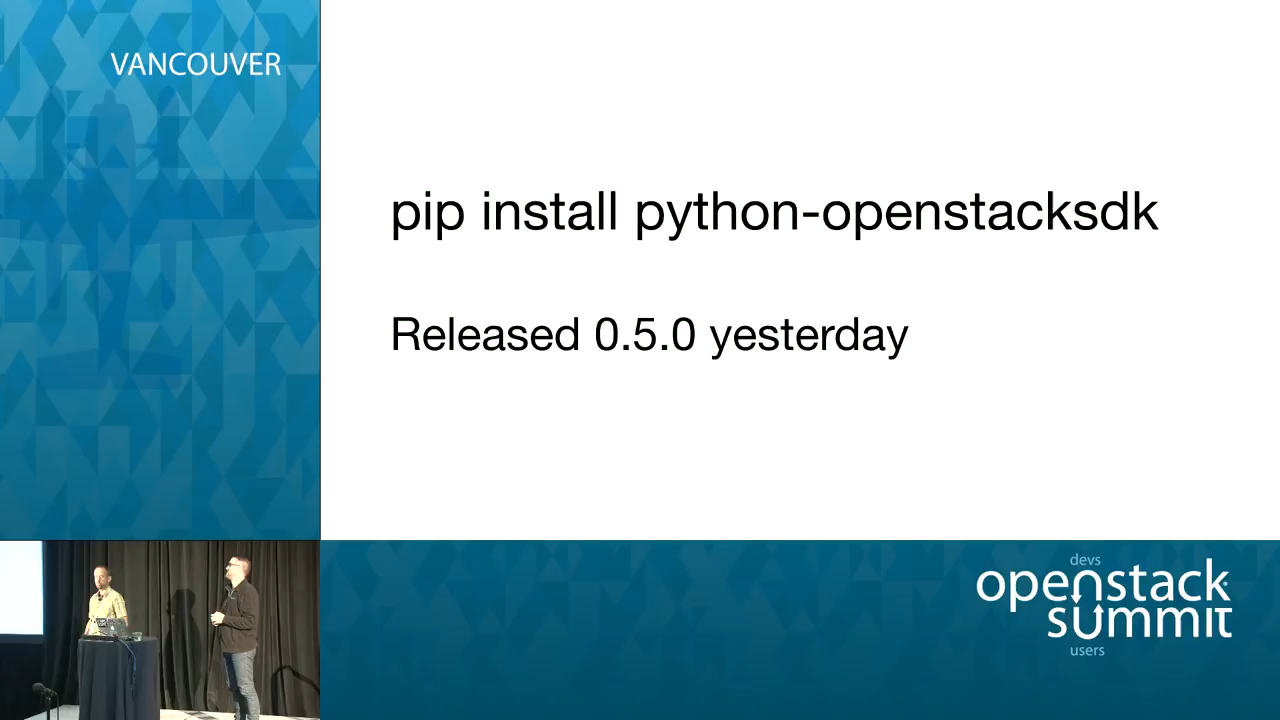 VANCOUVER
pip install python-openstacksdk
Released 0.5.0 yesterday
devs
openstack
summit
users